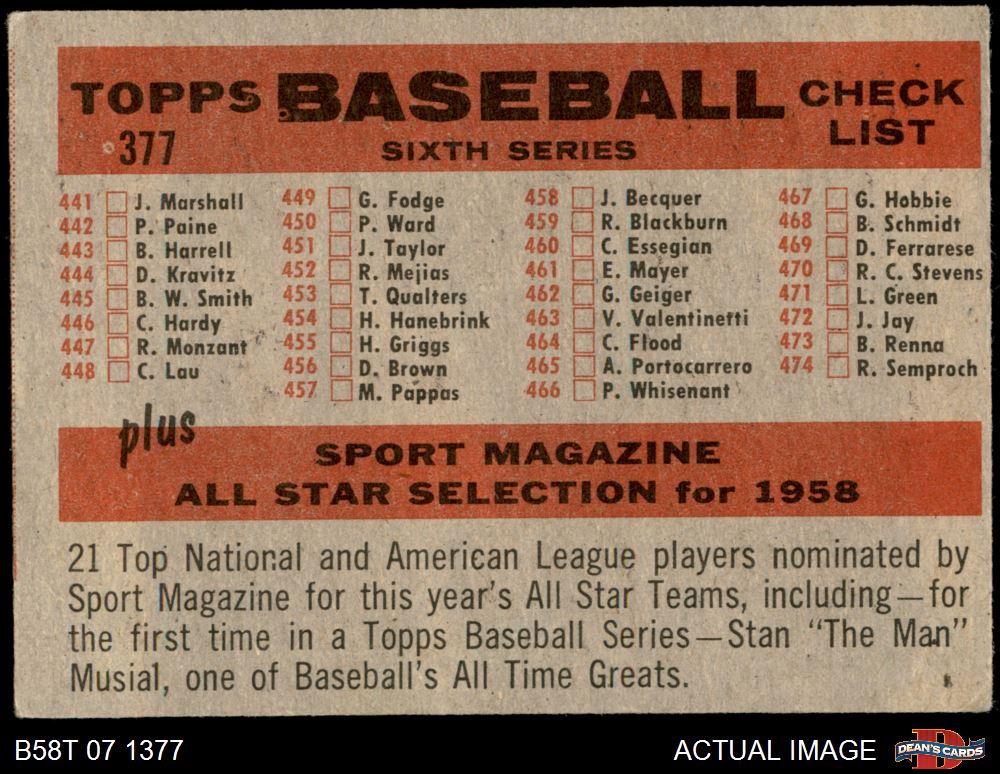 TOPPS BASEBALL CHECK LIST
377
SIXTH SERIES
441 J. Marshall
442 P. Paine
443 B. Harrell
444 D. Kravitz
445 B. W. Smith
446 C. Hardy
447 R. Monzant
448 C. Lau
449 G. Fodge
450 P. Ward
451 J. Taylor
452 R. Mejias
453 T. Qualters
454 H. Hanebrink
455 H. Griggs
456 D. Brown
457 M. Pappas
458 J. Becquer
459 R. Blackburn
460 C. Essegian
461 E. Mayer
462 G. Geiger
463 V. Valentinetti
464 C. Flood
465 A. Portocarrero
466 P. Whisenant
467 G. Hobbie
468 B. Schmidt
469 D. Ferrarese
470 R. C. Stevens
471 L. Green
472 J. Jay
473 B. Renna
474 R. Semproch
plus
SPORT MAGAZINE
ALL STAR SELECTION for 1958
21 Top National and American League players nominated by
Sport Magazine for this year's All Star Teams, including—for
the first time in a Topps Baseball Series—Stan "The Man"
Musial, one of Baseball's All Time Greats.
B58T 07 1377
ACTUAL IMAGE
DEAN'S CARDS